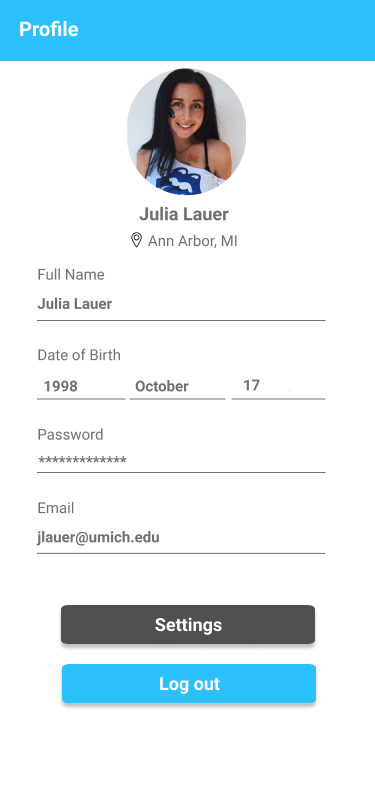 Profile
Julia Lauer
Ann Arbor, MI
Full Name
Julia Lauer
Date of Birth
1998 October 17
Password
*************
Email
jlauer@umich.edu
Settings
Log out